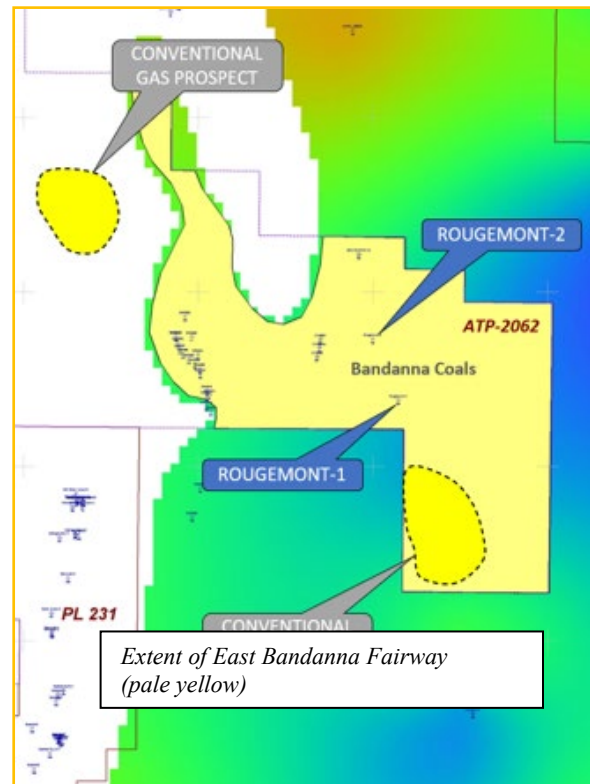 CONVENTIONAL
GAS PROSPECT
ROUGEMONT-2
ATP-2062
Bandanna Coals
ROUGEMONT-1
PL 231
CONVENTIONAL
Extent of East Bandanna Fairway
(pale yellow)